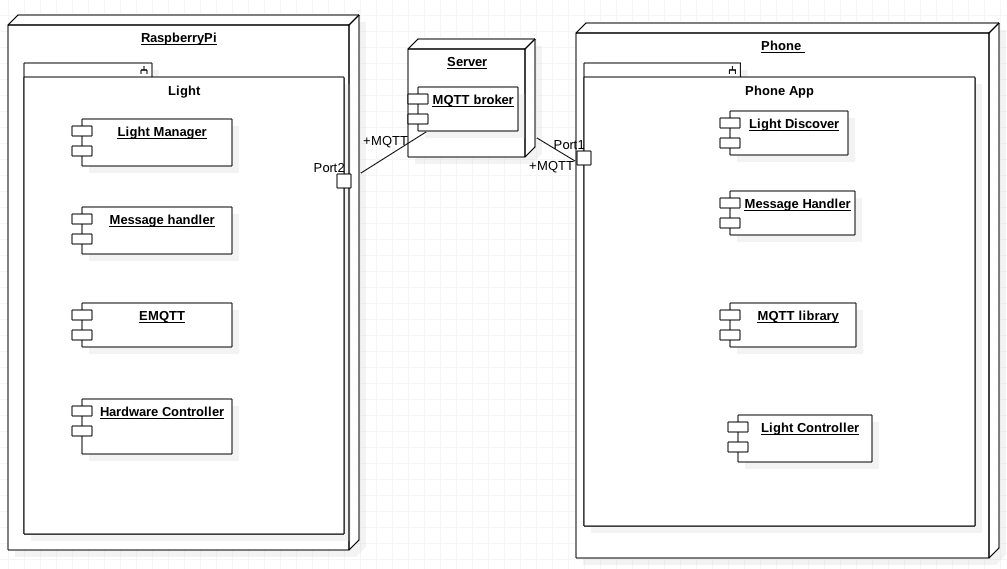 RaspberryPi
Light
Light Manager
Message handler
EMQTT
Hardware Controller
Port2
+MQTT
Server
MQTT broker
Port1
+MQTT
Phone
Phone App
Light Discover
Message Handler
MQTT library
Light Controller